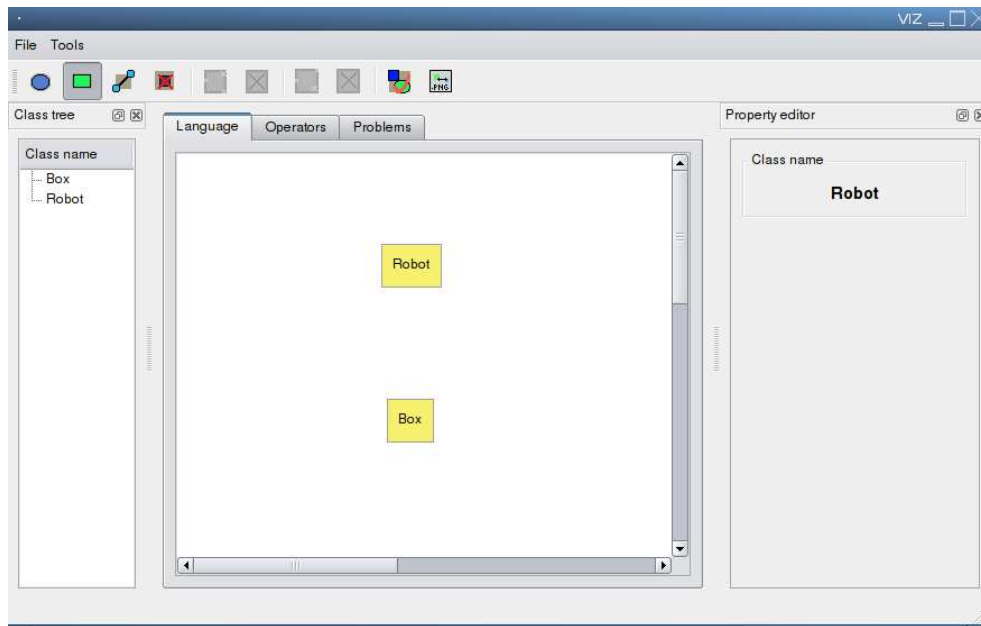 VIZ
File Tools
.PNG
Class tree
Language Operators Problems
Property editor
Class name
Box
Robot
Robot
Box
Class name
Robot